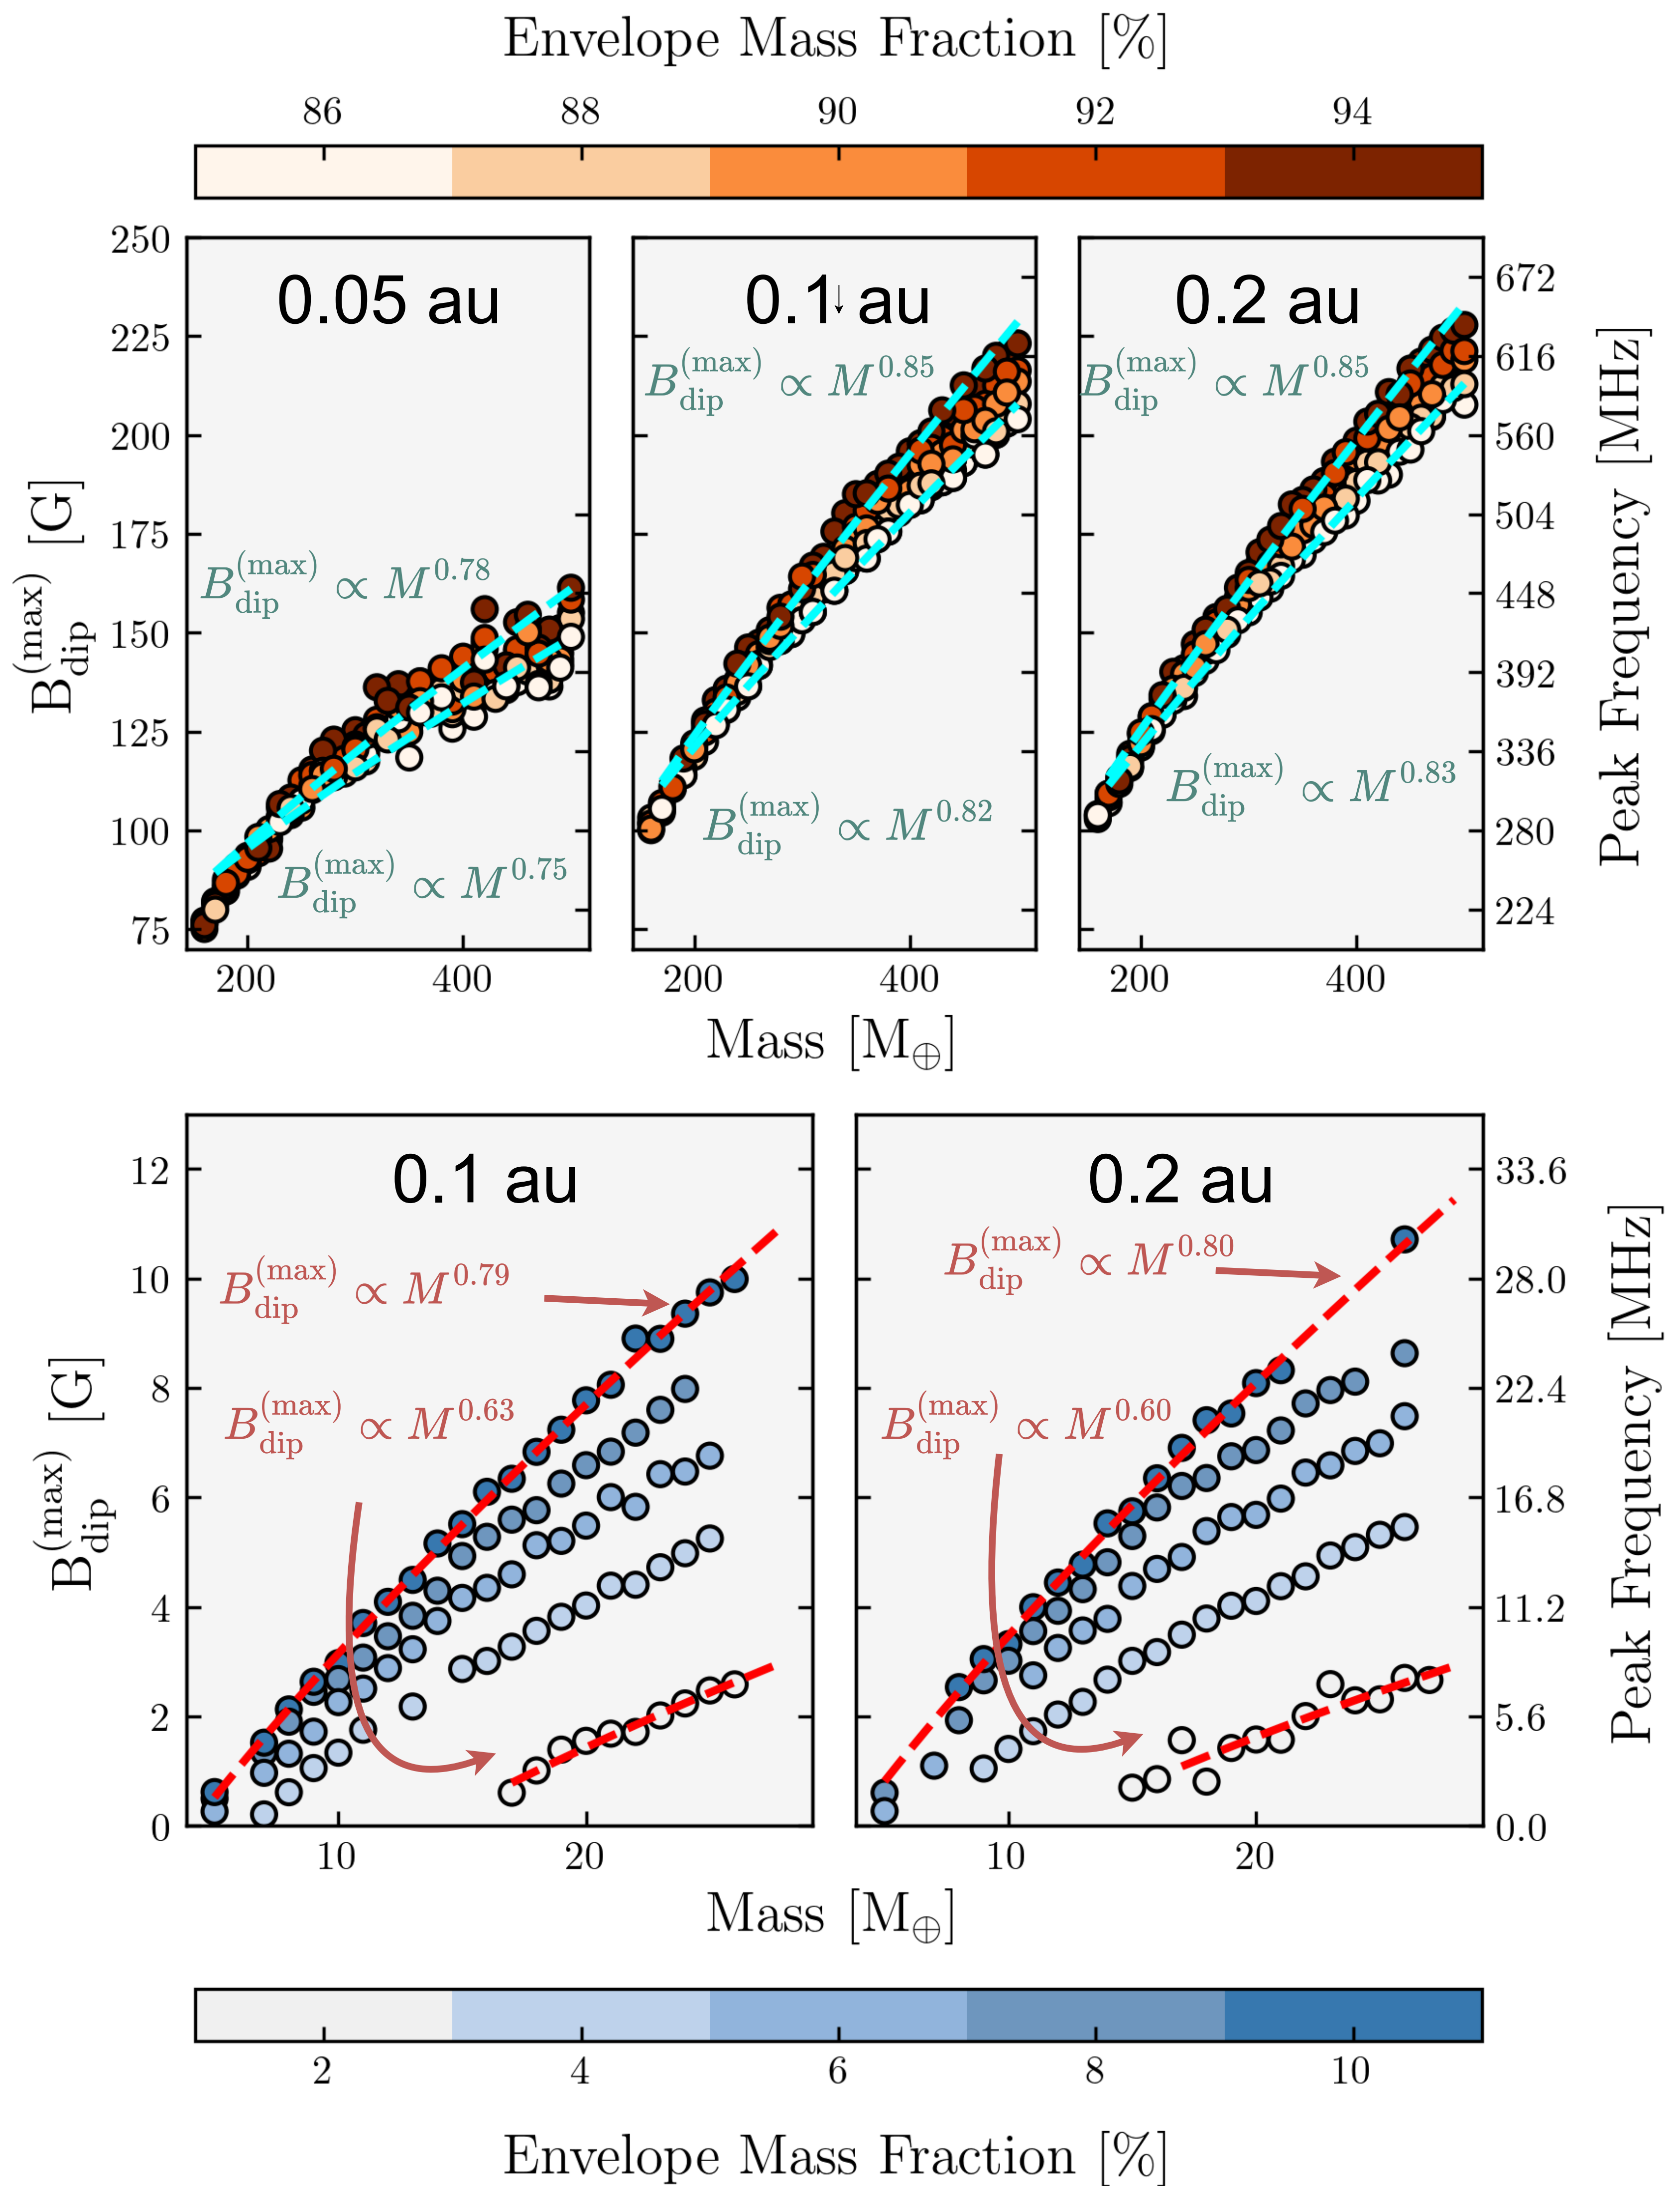 Envelope Mass Fraction [%]
86 88 90 92 94
250
225
200
175
150
125
100
75
B_dip^(max) [G]
0.05 au
B_dip^(max) ∝ M^0.78
B_dip^(max) ∝ M^0.75
200 400
0.1↓ au
B_dip^(max) ∝ M^0.85
B_dip^(max) ∝ M^0.82
200 400
0.2 au
B_dip^(max) ∝ M^0.85
B_dip^(max) ∝ M^0.83
200 400
672
616
560
504
448
392
336
280
224
Peak Frequency [MHz]
Mass [M⊕]
12
10
8
6
4
2
0
B_dip^(max) [G]
0.1 au
B_dip^(max) ∝ M^0.79
B_dip^(max) ∝ M^0.63
10 20
0.2 au
B_dip^(max) ∝ M^0.80
B_dip^(max) ∝ M^0.60
10 20
33.6
28.0
22.4
16.8
11.2
5.6
0.0
Peak Frequency [MHz]
Mass [M⊕]
2 4 6 8 10
Envelope Mass Fraction [%]